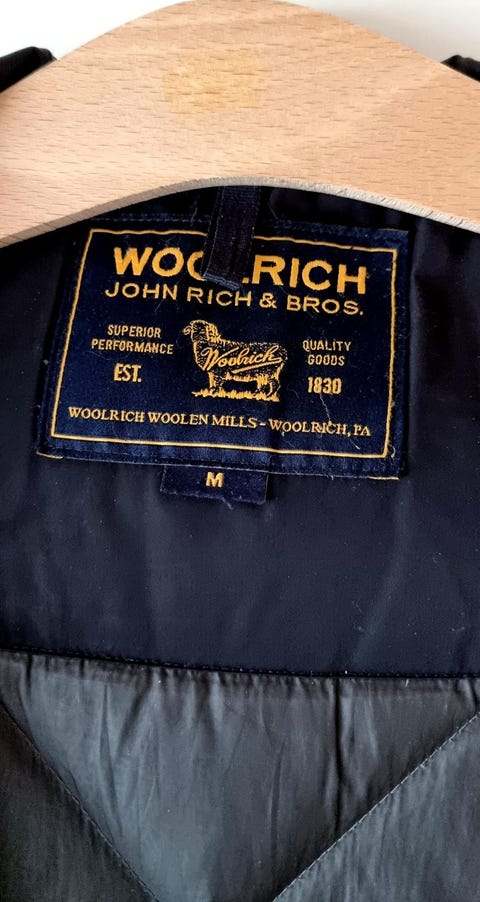 WOOLRICH
JOHN RICH & BROS.
SUPERIOR
PERFORMANCE
EST.
Woolrich
QUALITY
GOODS
1830
WOOLRICH WOOLEN MILLS - WOOLRICH, PA
M